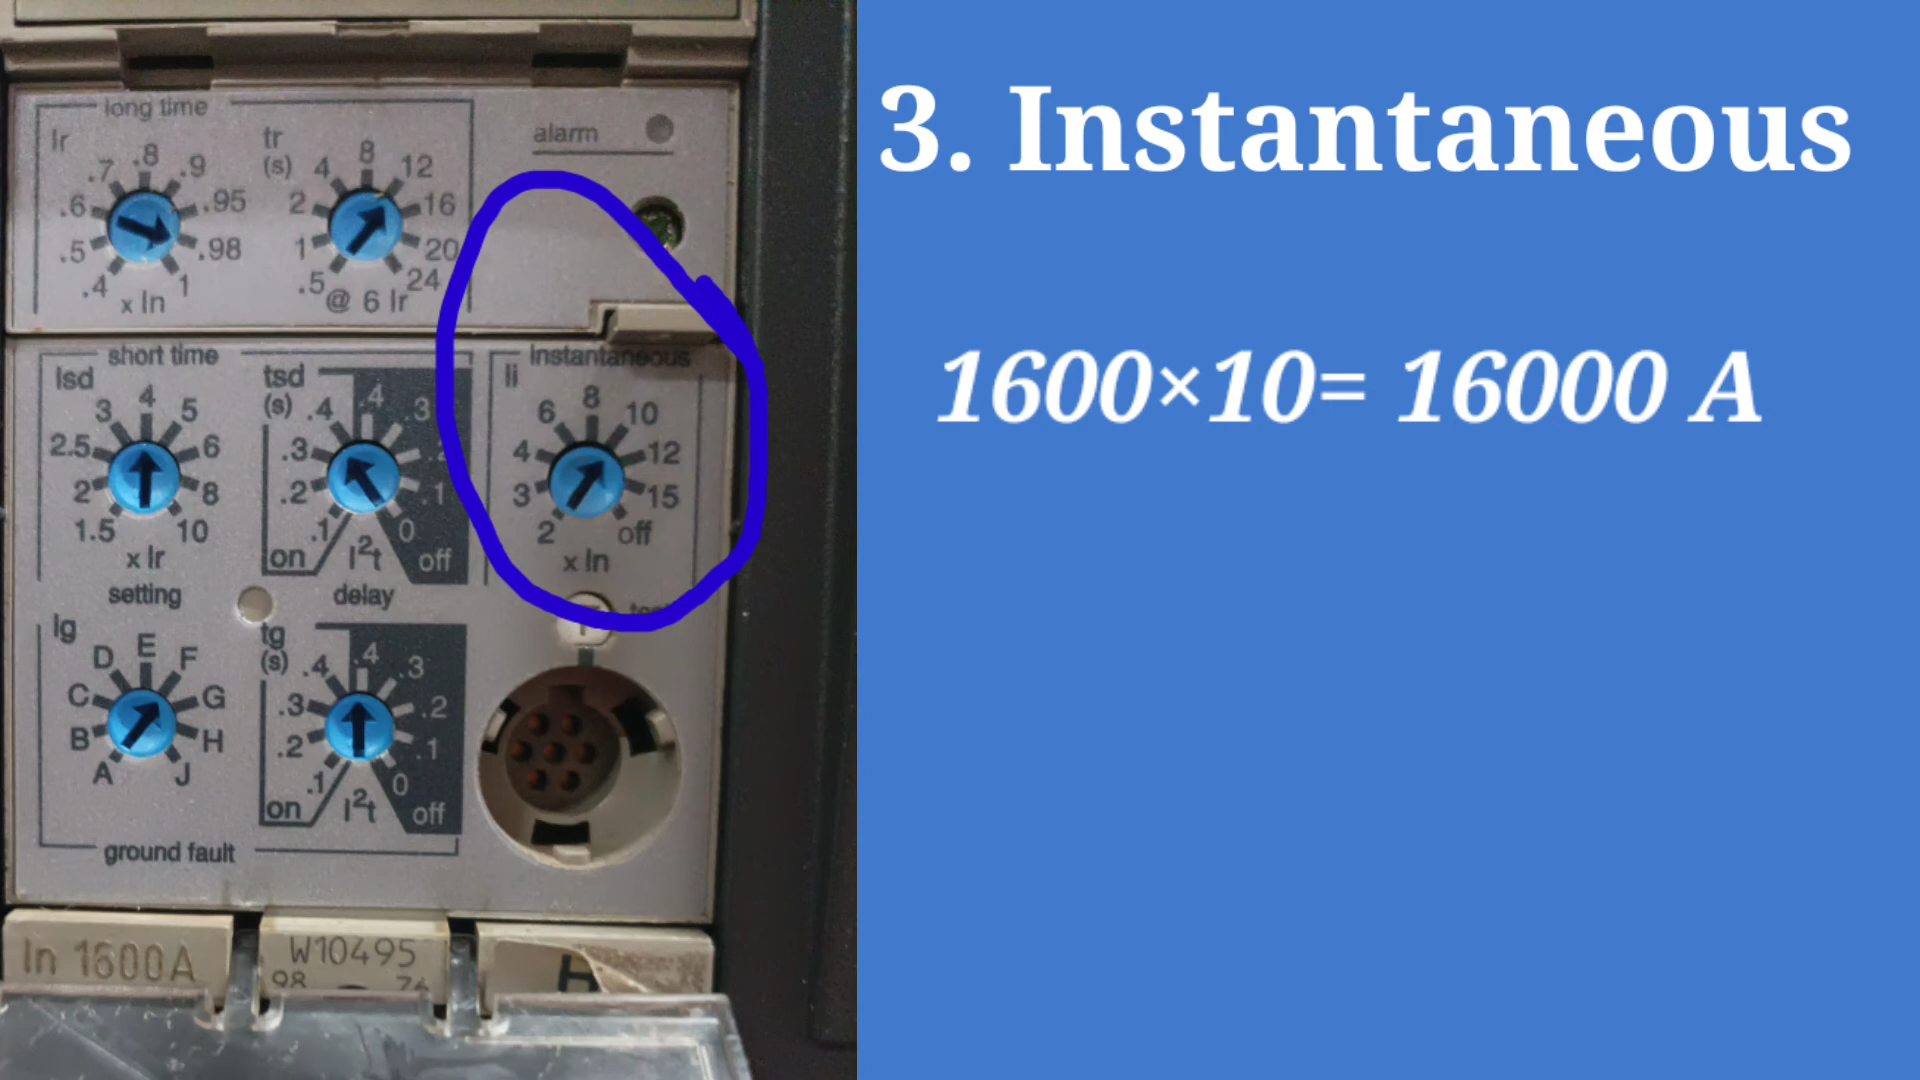 long time
Ir
.4 .5 .6 .7 .8 .9 .95 .98 1
x In
tr
(s)
.5 1 2 4 8 12 16 20 24
@ 6 Ir
alarm
short time
Isd
1.5 2 2.5 3 4 5 6 8 10
x Ir
setting
tsd
(s)
.1 .2 .3 .4 .4 .3 .2 .1 0
on I²t off
delay
Instantaneous
Ii
2 3 4 6 8 10 12 15 off
x In
T
Ig
A B C D E F G H J
tg
(s)
.1 .2 .3 .4 .4 .3 .2 .1 0
on I²t off
ground fault
In 1600A
W10495
3. Instantaneous
1600×10= 16000 A